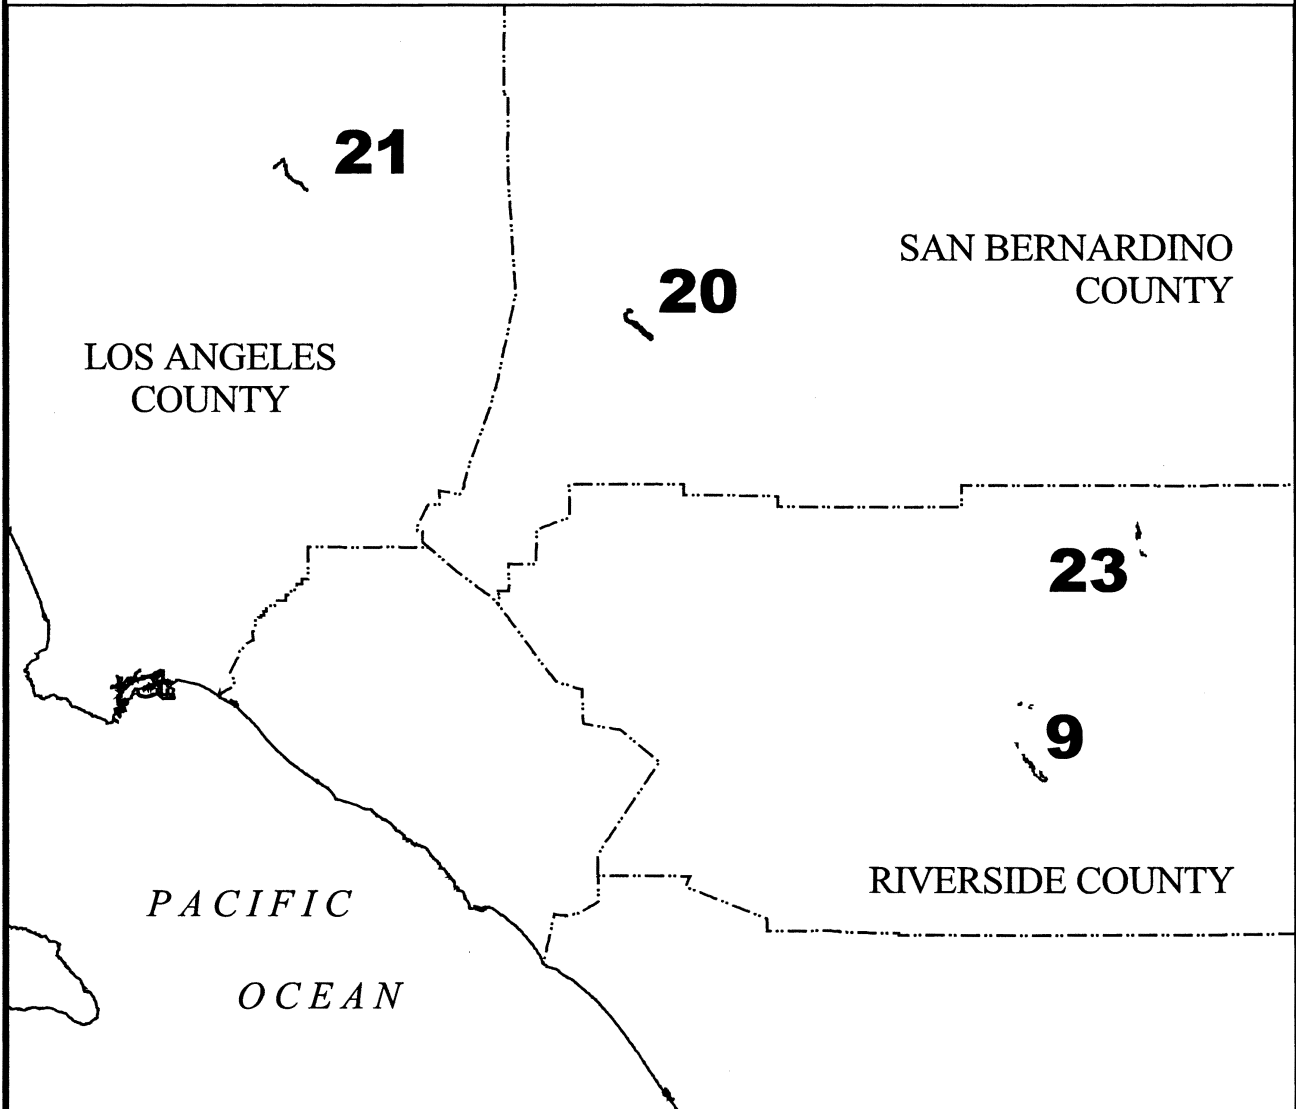 21
SAN BERNARDINO
COUNTY
20
LOS ANGELES
COUNTY
23
9
RIVERSIDE COUNTY
PACIFIC
OCEAN